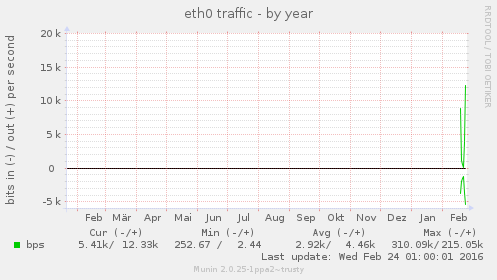 eth0 traffic - by year
RRDTOOL / TOBI OETIKER
bits in (-) / out (+) per second
20 k
15 k
10 k
5 k
0
-5 k
Feb Mär Apr Mai Jun Jul Aug Sep Okt Nov Dez Jan Feb
Cur (-/+) Min (-/+) Avg (-/+) Max (-/+)
bps 5.41k/ 12.33k 252.67 / 2.44 2.92k/ 4.46k 310.09k/215.05k
Last update: Wed Feb 24 01:00:01 2016
Munin 2.0.25-1ppa2~trusty